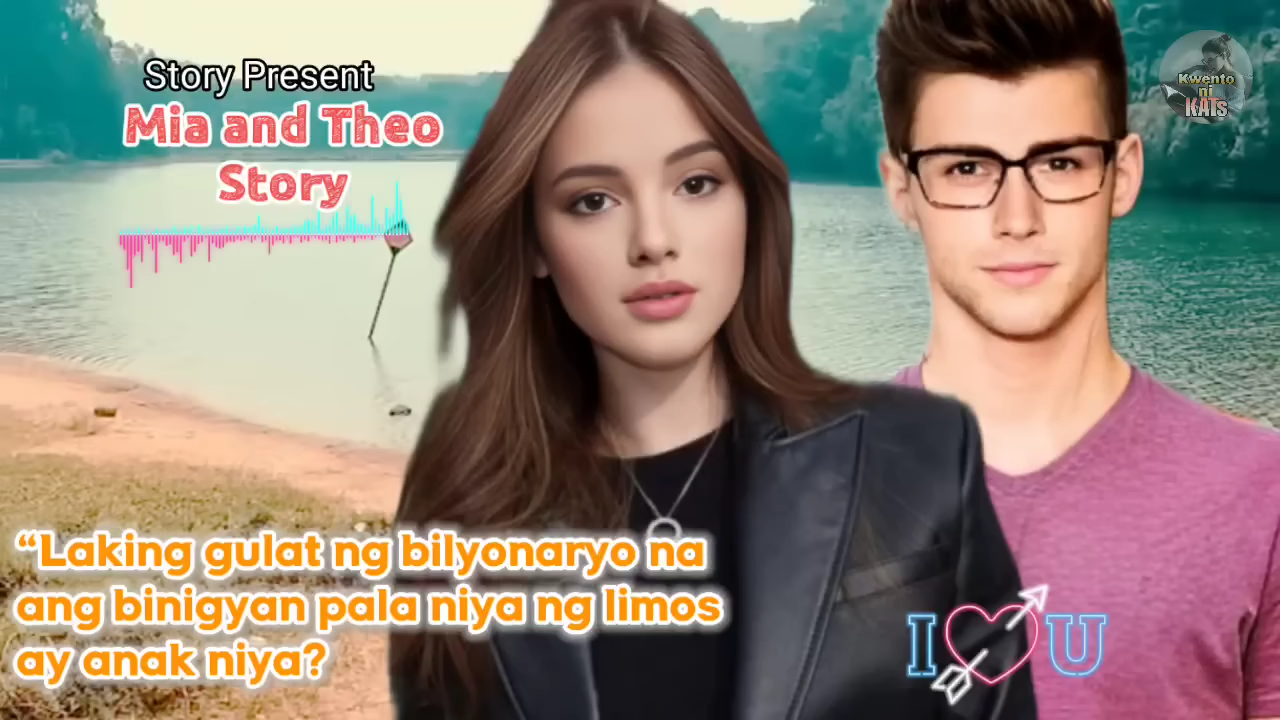 Story Present
Mia and Theo
Story
Kwento
ni
KATs
“Laking gulat ng bilyonaryo na
ang binigyan pala niya ng limos
ay anak niya?
I U